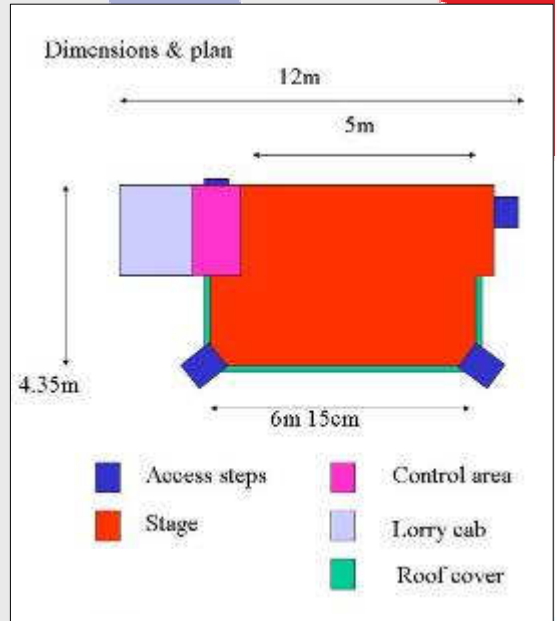 Dimensions & plan
12m
5m
4.35m
6m 15cm
Access steps
Control area
Stage
Lorry cab
Roof cover